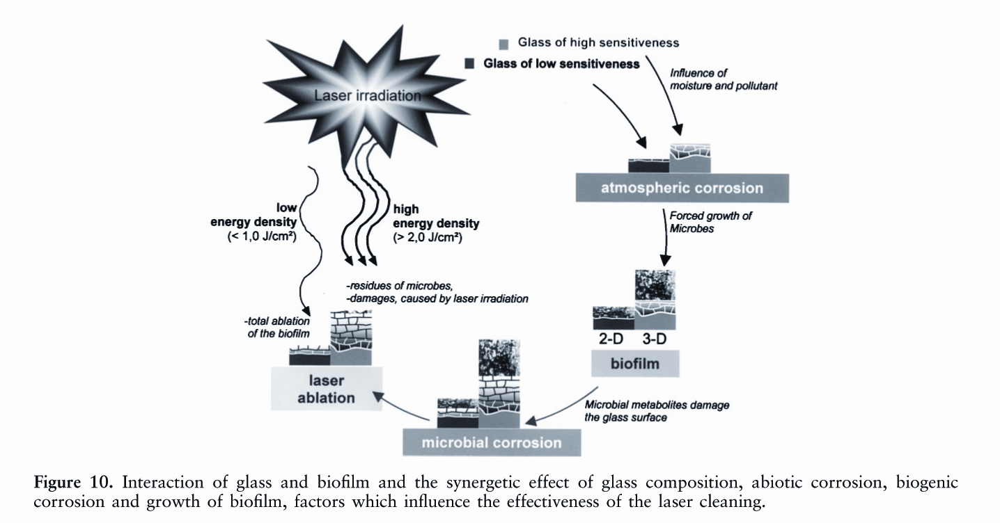 Laser irradiation
Glass of high sensitiveness
Glass of low sensitiveness
Influence of
moisture and pollutant
atmospheric corrosion
Forced growth of
Microbes
low
energy density
(< 1,0 J/cm²)
high
energy density
(> 2,0 J/cm²)
-residues of microbes,
-damages, caused by laser irradiation
-total ablation
of the biofilm
2-D 3-D
biofilm
laser
ablation
Microbial metabolites damage
the glass surface
microbial corrosion
Figure 10. Interaction of glass and biofilm and the synergetic effect of glass composition, abiotic corrosion, biogenic
corrosion and growth of biofilm, factors which influence the effectiveness of the laser cleaning.